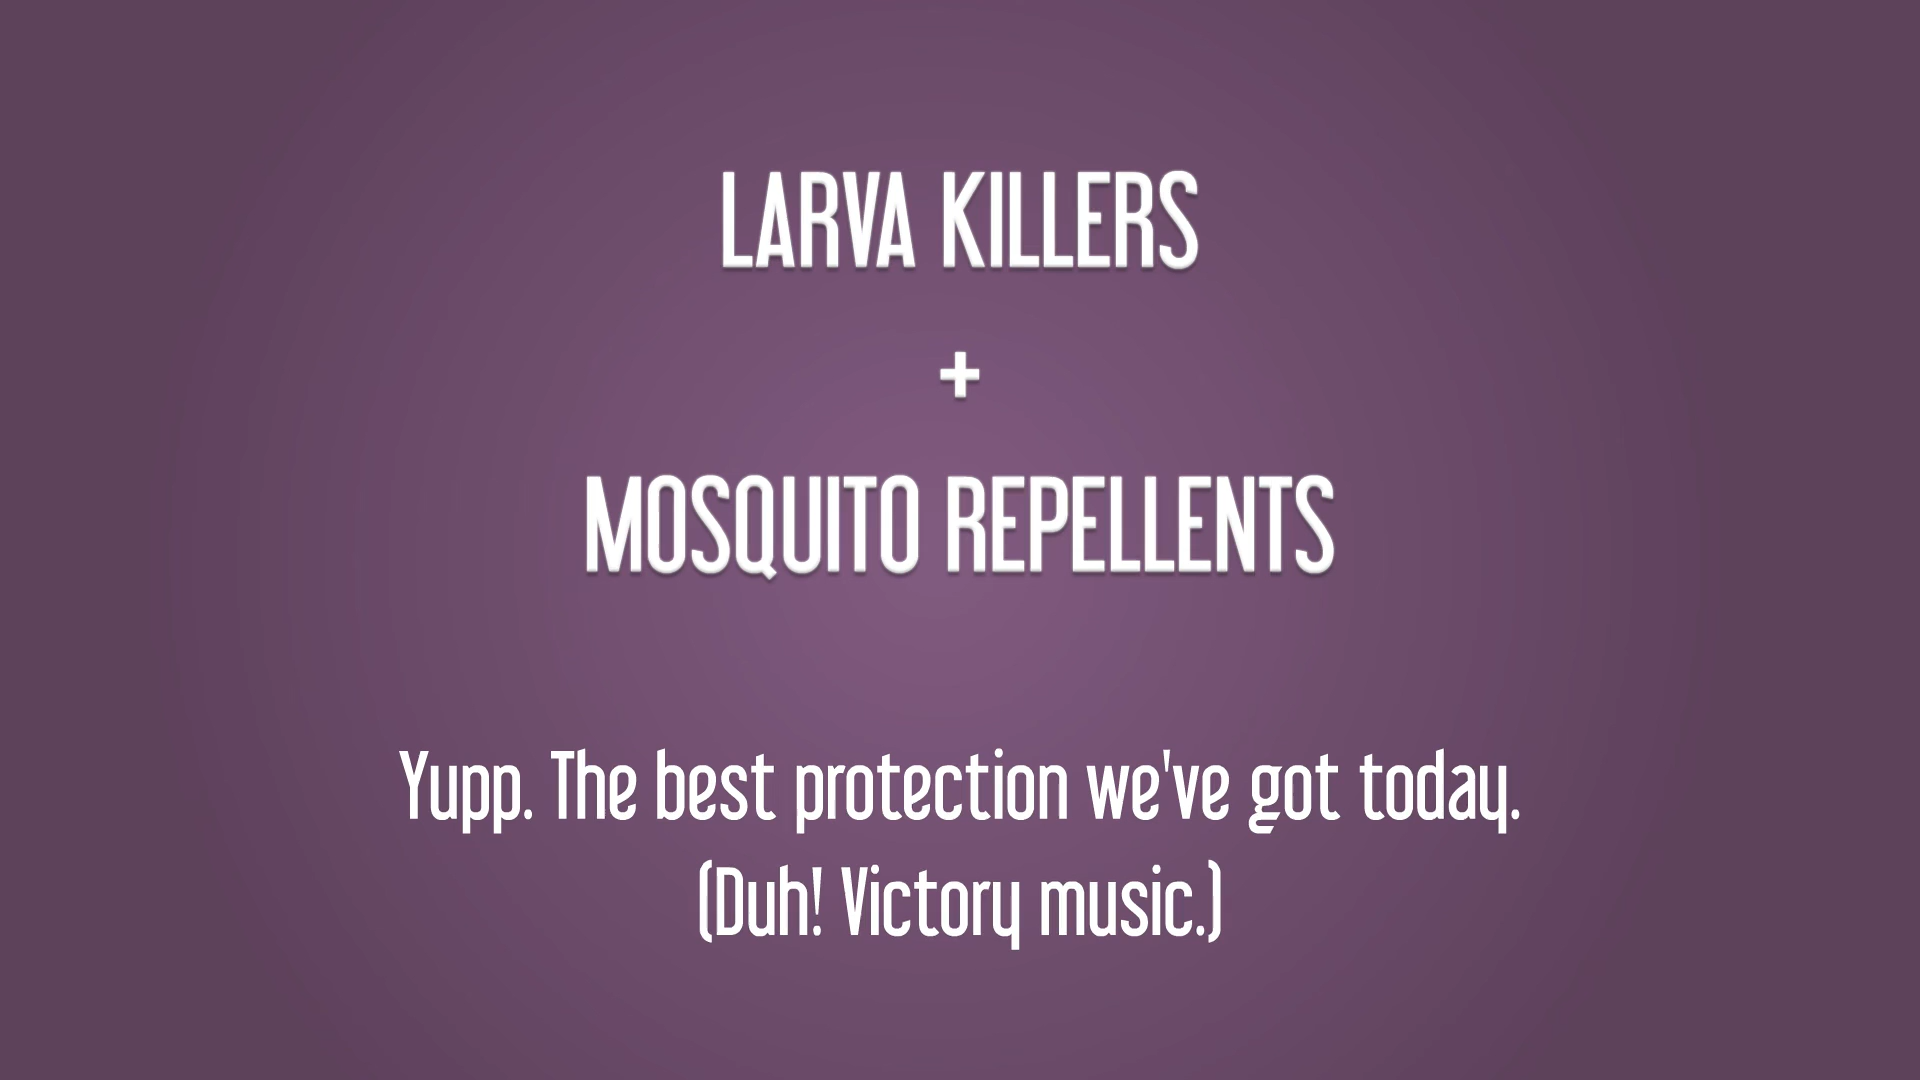 LARVA KILLERS
+
MOSQUITO REPELLENTS
Yupp. The best protection we've got today.
(Duh! Victory music.)